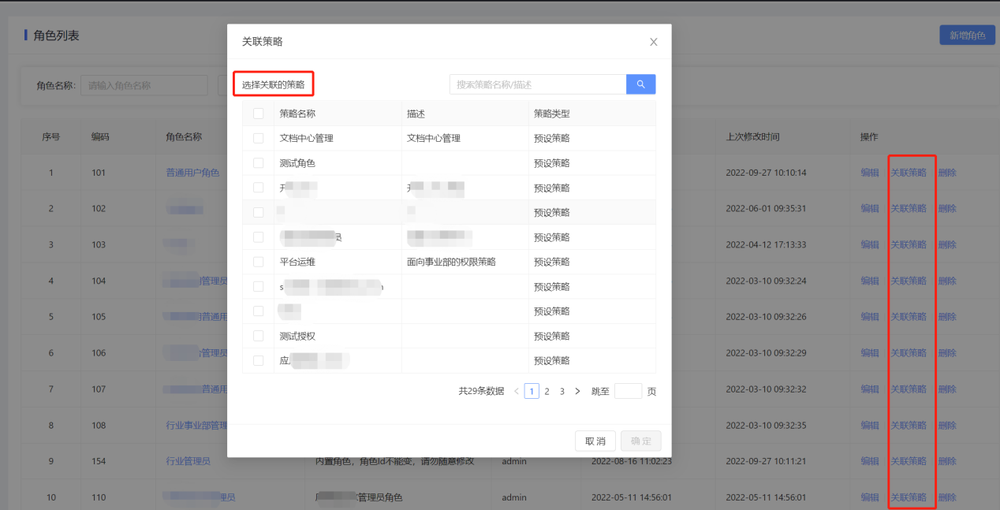 角色列表
新增角色
角色名称: 请输入角色名称
序号 编码 角色名称 上次修改时间 操作
1 101 普通用户角色 2022-09-27 10:10:14 编辑 关联策略 删除
2 102 2022-06-01 09:35:31 编辑 关联策略 删除
3 103 2022-04-12 17:13:33 编辑 关联策略 删除
4 104 管理员 2022-03-10 09:32:24 编辑 关联策略 删除
5 105 普通用 2022-03-10 09:32:26 编辑 关联策略 删除
6 106 管理员 2022-03-10 09:32:29 编辑 关联策略 删除
7 107 普通用 2022-03-10 09:32:32 编辑 关联策略 删除
8 108 行业事业部管理 2022-03-10 09:32:35 编辑 关联策略 删除
9 154 行业管理员 内置角色，角色Id不能变，请勿随意修改 admin 2022-08-16 11:02:23 2022-09-27 10:11:21 编辑 关联策略 删除
10 110 理员 管理员角色 admin 2022-05-11 14:56:01 2022-05-11 14:56:01 编辑 关联策略 删除
关联策略
选择关联的策略 搜索策略名称/描述
策略名称 描述 策略类型
文档中心管理 文档中心管理 预设策略
测试角色 预设策略
开 预设策略
预设策略
员 预设策略
平台运维 面向事业部的权限策略 预设策略
s 预设策略
预设策略
测试授权 预设策略
应 预设策略
共29条数据 < 1 2 3 > 跳至 页
取消 确定